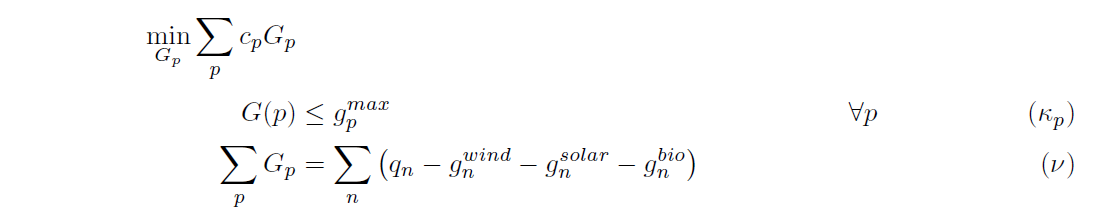 min_{G_p} ∑_p c_p G_p
G(p) ≤ g_p^{max} ∀p (κ_p)
∑_p G_p = ∑_n (q_n − g_n^{wind} − g_n^{solar} − g_n^{bio}) (ν)